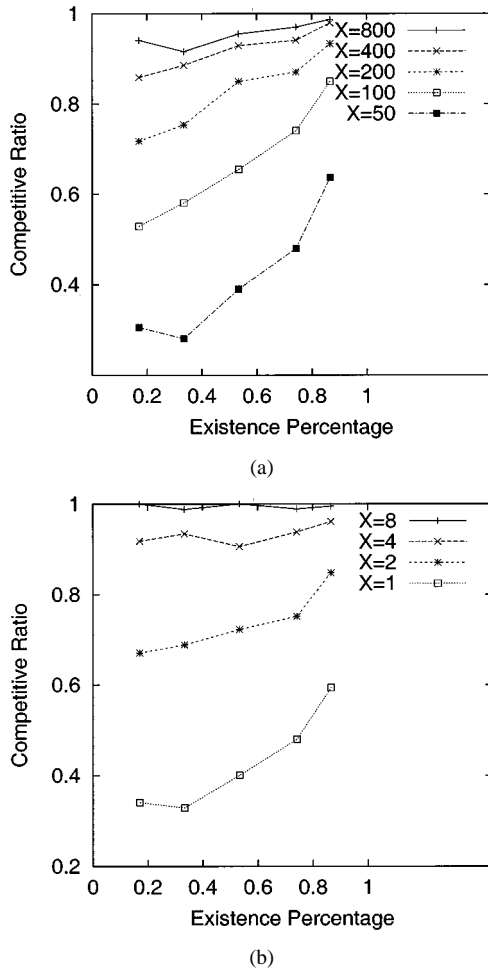 1
0.8
0.6
0.4
Competitive Ratio
X=800
X=400
X=200
X=100
X=50
0 0.2 0.4 0.6 0.8 1
Existence Percentage
(a)
1
0.8
0.6
0.4
0.2
Competitive Ratio
X=8
X=4
X=2
X=1
0 0.2 0.4 0.6 0.8 1
Existence Percentage
(b)